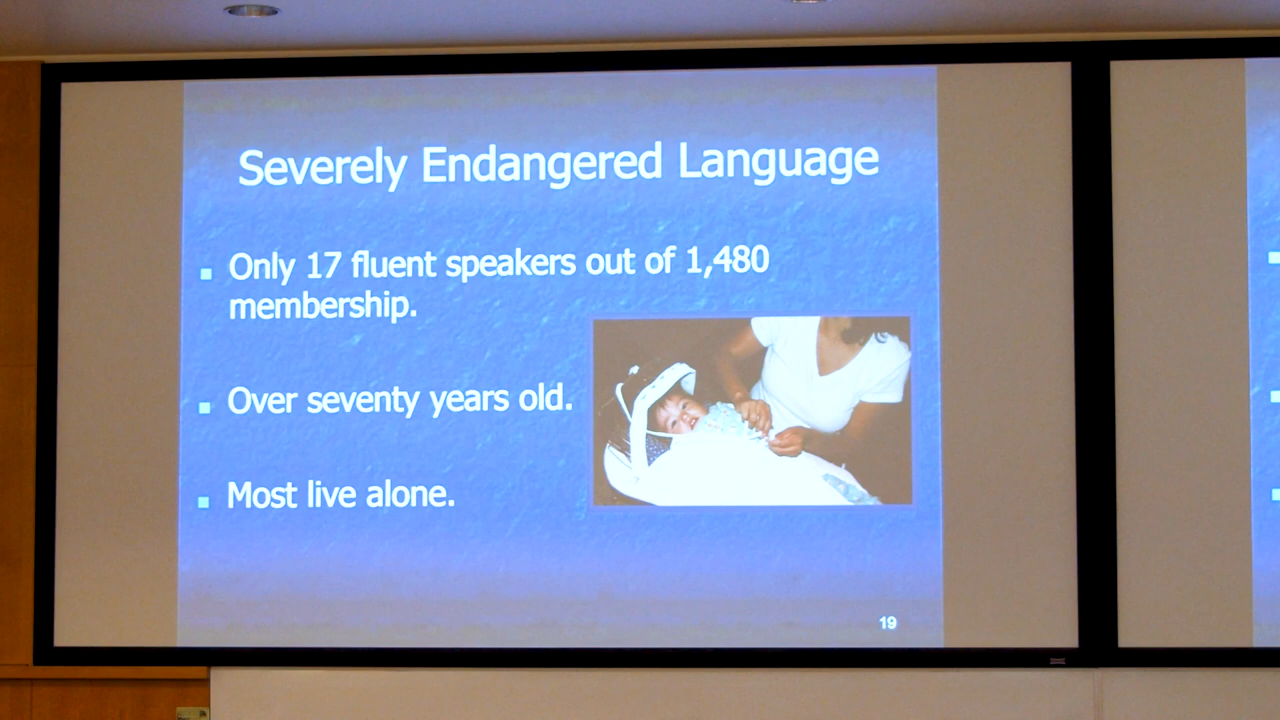 Severely Endangered Language
Only 17 fluent speakers out of 1,480
membership.
Over seventy years old.
Most live alone.
19